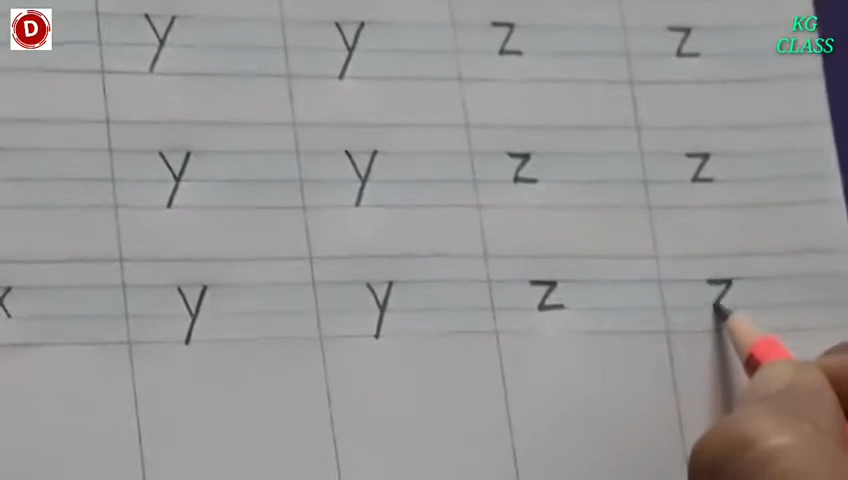 D
KG
CLASS
y y z z
y y z z
x y y z z